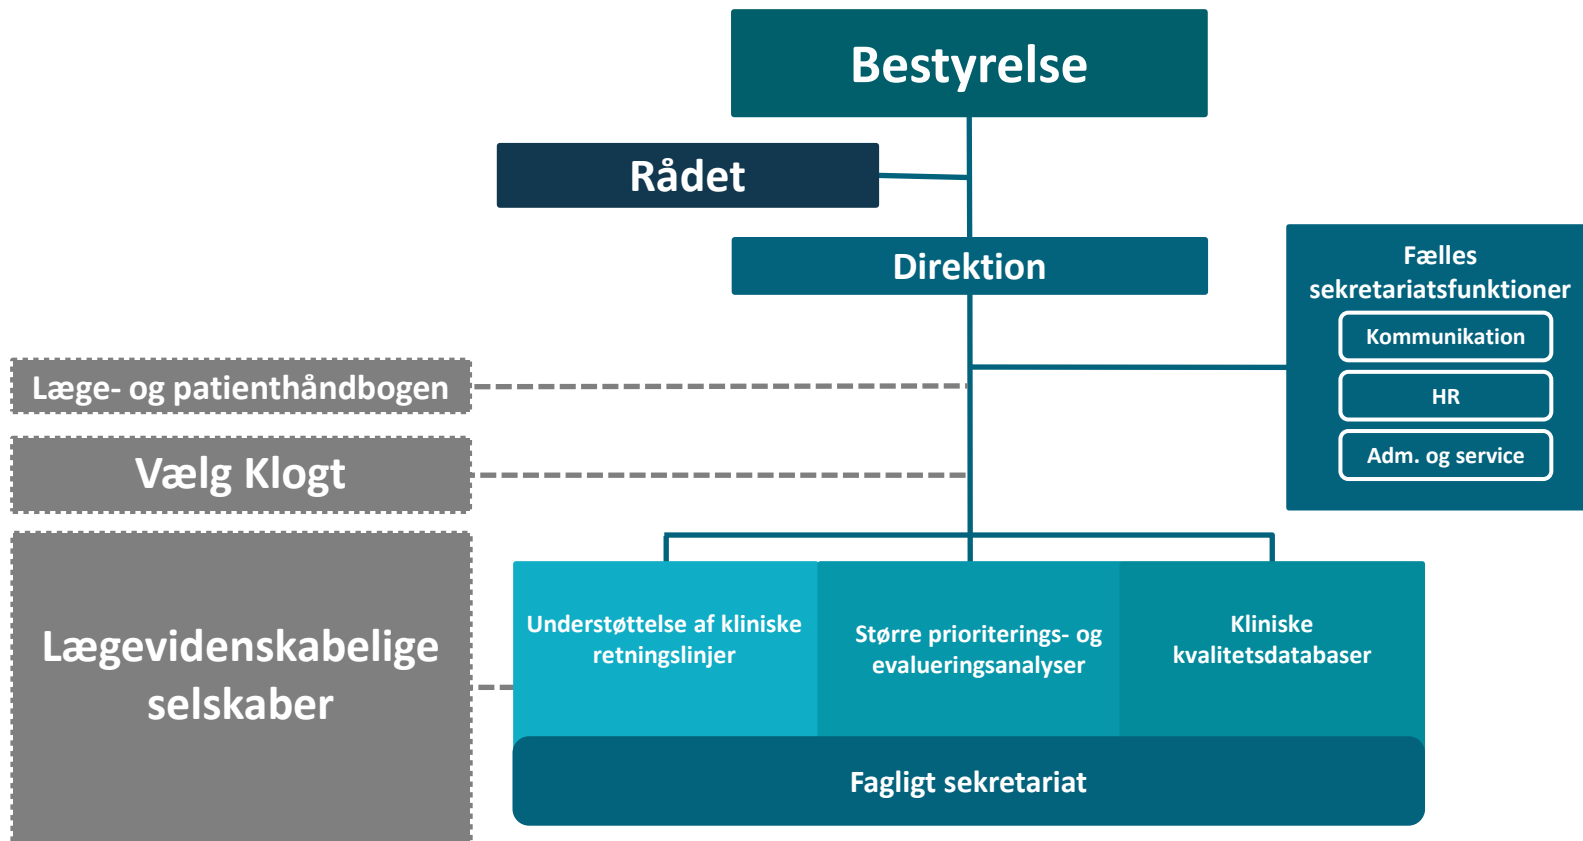 Bestyrelse
Rådet
Direktion
Fælles
sekretariatsfunktioner
Kommunikation
HR
Adm. og service
Læge- og patienthåndbogen
Vælg Klogt
Lægevidenskabelige
selskaber
Understøttelse af kliniske
retningslinjer
Større prioriterings- og
evalueringsanalyser
Kliniske
kvalitetsdatabaser
Fagligt sekretariat